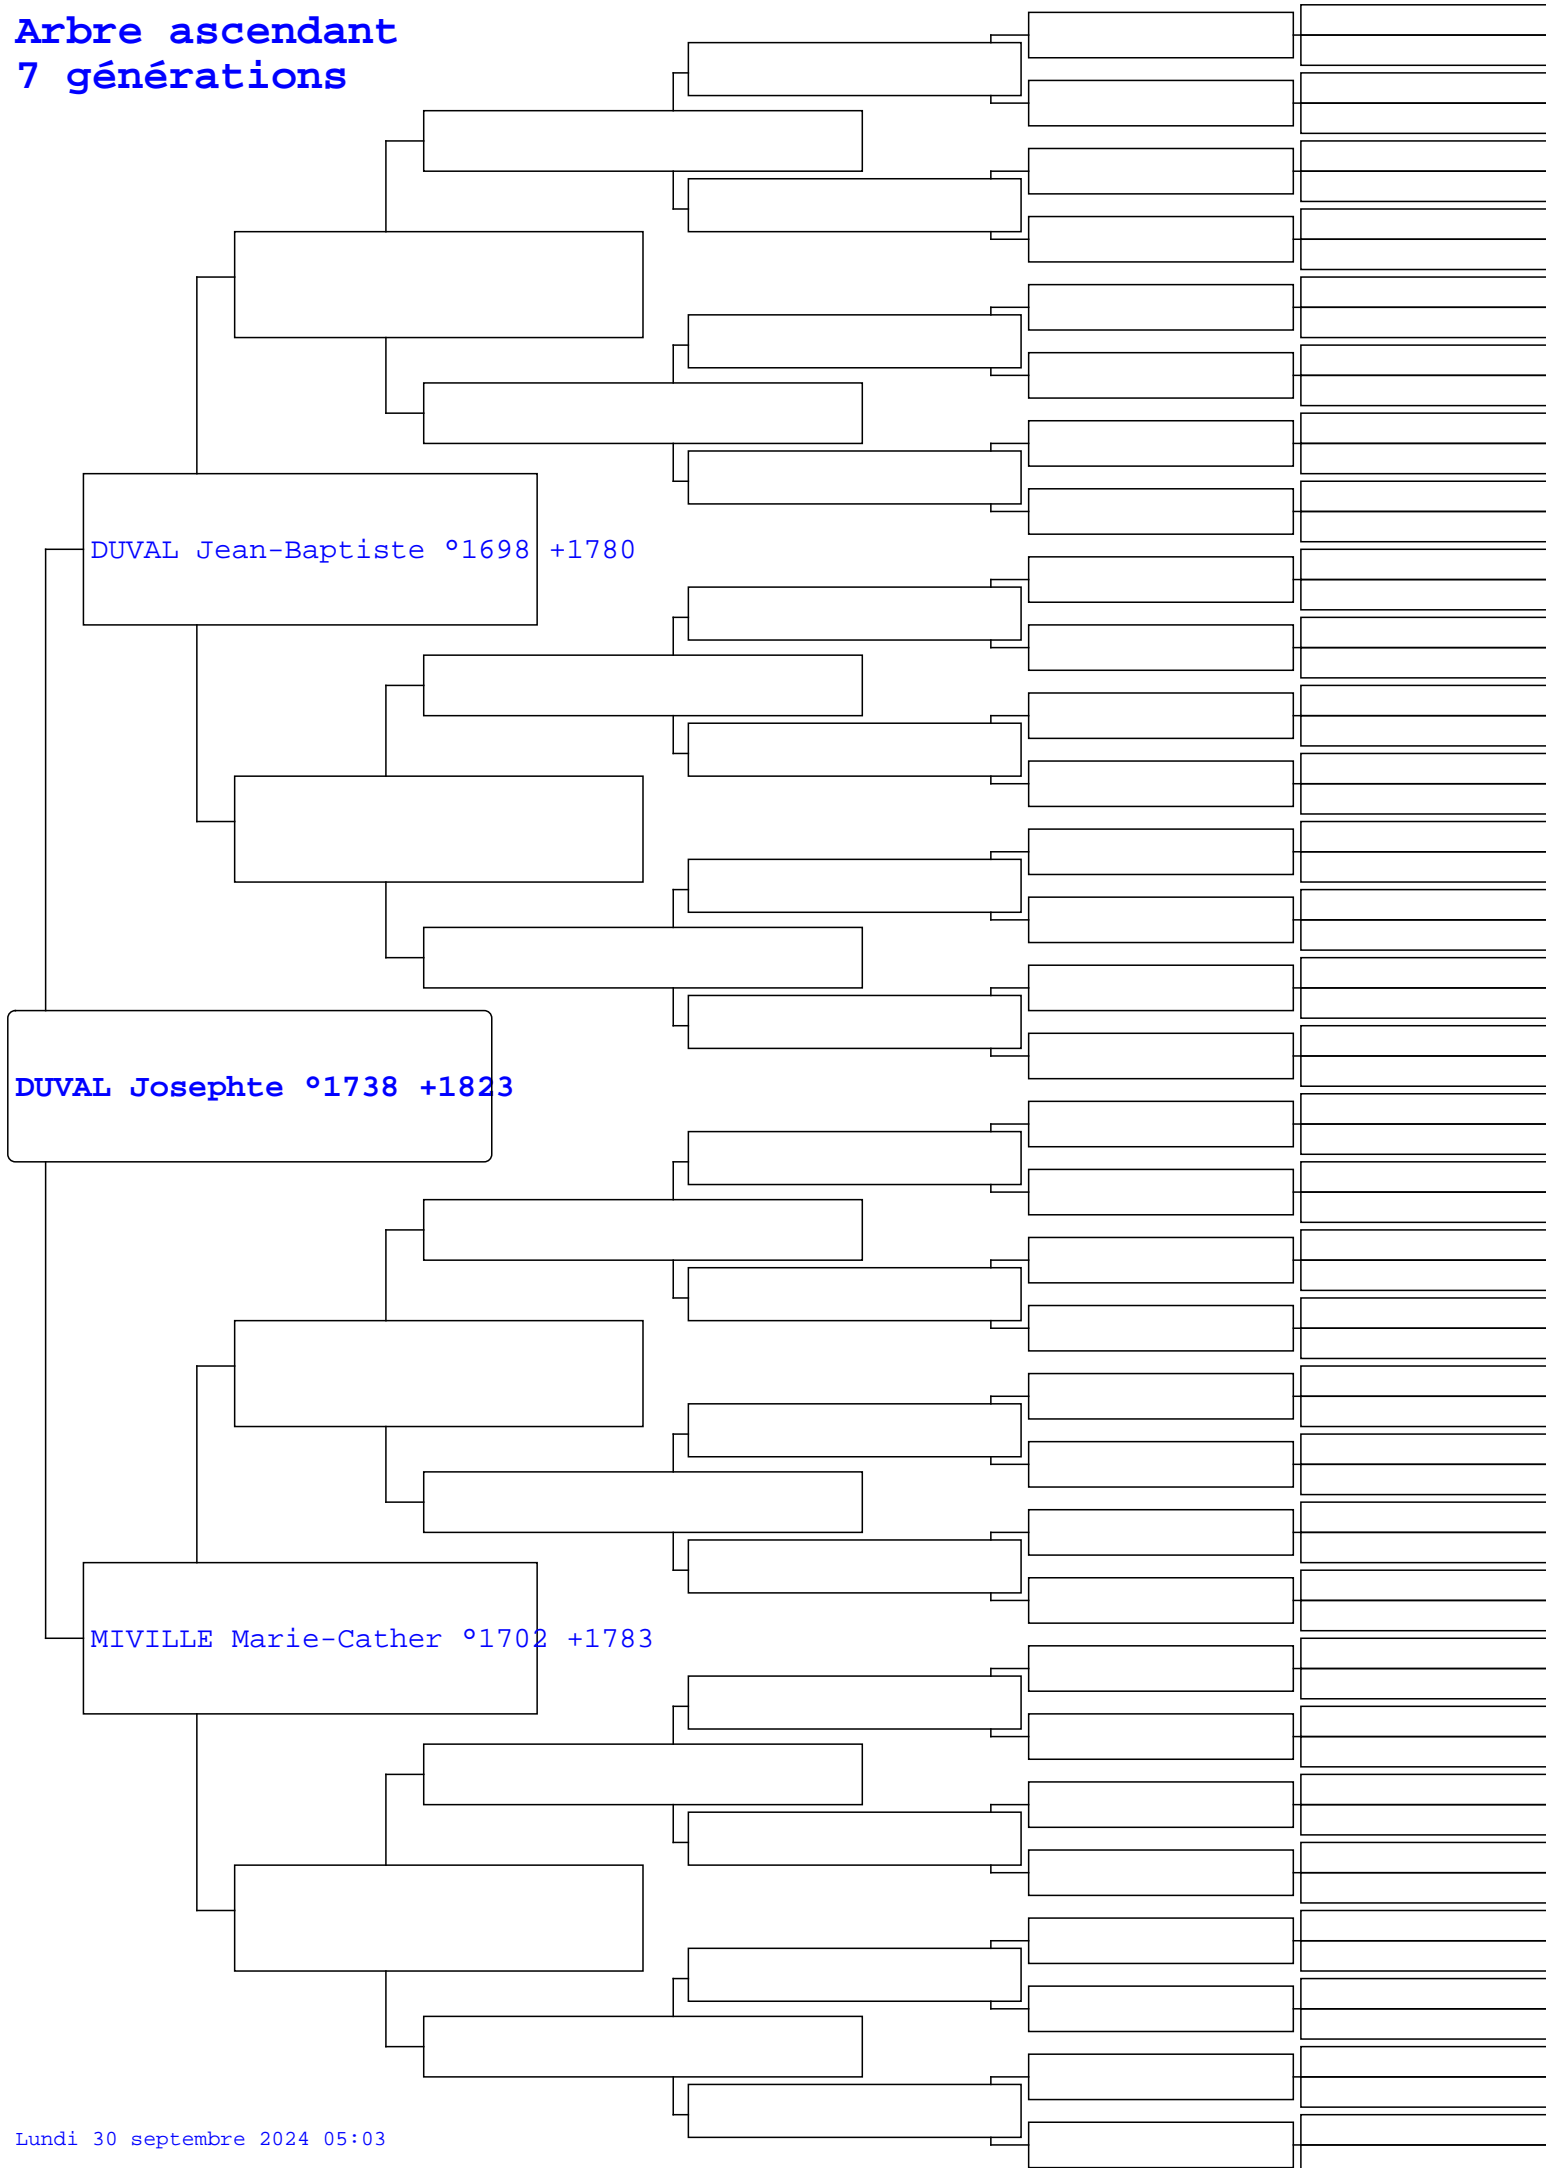 Arbre ascendant
7 générations
DUVAL Jean-Baptiste °1698 +1780
DUVAL Josephte °1738 +1823
MIVILLE Marie-Cather °1702 +1783
Lundi 30 septembre 2024 05:03